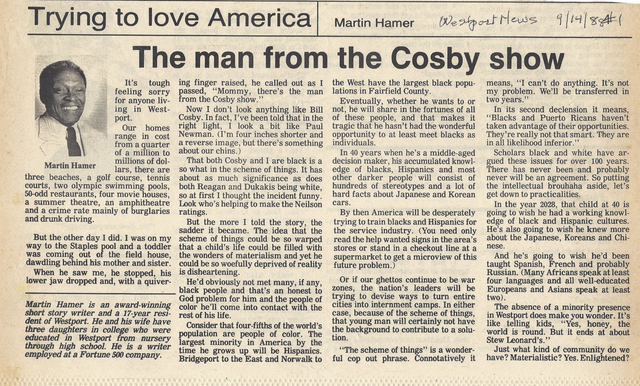 Trying to love America
Martin Hamer
Westport News 9/14/88
The man from the Cosby show
Martin Hamer
It's tough
feeling sorry
for anyone liv-
ing in West-
port.
Our homes
range in cost
from a quarter
of a million to
millions of dol-
lars, there are
three beaches, a golf course, tennis
courts, two olympic swimming pools,
50-odd restaurants, four movie houses,
a summer theatre, an amphitheatre
and a crime rate mainly of burglaries
and drunk driving.
But the other day I did. I was on my
way to the Staples pool and a toddler
was coming out of the field house,
dawdling behind his mother and sister.
When he saw me, he stopped, his
lower jaw dropped and, with a quiver-
Martin Hamer is an award-winning
short story writer and a 17-year resi-
dent of Westport. He and his wife have
three daughters in college who were
educated in Westport from nursery
through high school. He is a writer
employed at a Fortune 500 company.
ing finger raised, he called out as I
passed, "Mommy, there's the man
from the Cosby show."
Now I don't look anything like Bill
Cosby. In fact, I've been told that in the
right light, I look a bit like Paul
Newman. (I'm four inches shorter and
a reverse image, but there's something
about our chins.)
That both Cosby and I are black is a
so what in the scheme of things. It has
about as much significance as does
both Reagan and Dukakis being white,
so at first I thought the incident funny.
Look who's helping to make the Neilson
ratings.
But the more I told the story, the
sadder it became. The idea that the
scheme of things could be so warped
that a child's life could be filled with
the wonders of materialism and yet he
could be so woefully deprived of reality
is disheartening.
He'd obviously not met many, if any,
black people and that's an honest to
God problem for him and the people of
color he'll come into contact with the
rest of his life.
Consider that four-fifths of the world's
population are people of color. The
largest minority in America by the
time he grows up will be Hispanics.
Bridgeport to the East and Norwalk to
the West have the largest black popu-
lations in Fairfield County.
Eventually, whether he wants to or
not, he will share in the fortunes of all
of these people, and that makes it
tragic that he hasn't had the wonderful
opportunity to at least meet blacks as
individuals.
In 40 years when he's a middle-aged
decision maker, his accumulated knowl-
edge of blacks, Hispanics and most
other darker people will consist of
hundreds of stereotypes and a lot of
hard facts about Japanese and Korean
cars.
By then America will be desperately
trying to train blacks and Hispanics for
the service industry. (You need only
read the help wanted signs in the area's
stores or stand in a checkout line at a
supermarket to get a microview of this
future problem.)
Or if our ghettos continue to be war
zones, the nation's leaders will be
trying to devise ways to turn entire
cities into internment camps. In either
case, because of the scheme of things,
that young man will certainly not have
the background to contribute to a solu-
tion.
"The scheme of things" is a wonder-
ful cop out phrase. Connotatively it
means, "I can't do anything. It's not
my problem. We'll be transferred in
two years."
In its second declension it means,
"Blacks and Puerto Ricans haven't
taken advantage of their opportunities.
They're really not that smart. They are
in all likelihood inferior."
Scholars black and white have ar-
gued these issues for over 100 years.
There has never been and probably
never will be an agreement. So putting
the intellectual brouhaha aside, let's
get down to practicalities.
In the year 2028, that child at 40 is
going to wish he had a working knowl-
edge of black and Hispanic cultures.
He's also going to wish he knew more
about the Japanese, Koreans and Chi-
nese.
And he's going to wish he'd been
taught Spanish, French and probably
Russian. (Many Africans speak at least
four languages and all well-educated
Europeans and Asians speak at least
two).
The absence of a minority presence
in Westport does make you wonder. It's
like telling kids, "Yes, honey, the
world is round. But it ends at about
Stew Leonard's."
Just what kind of community do we
have? Materialistic? Yes. Enlightened?